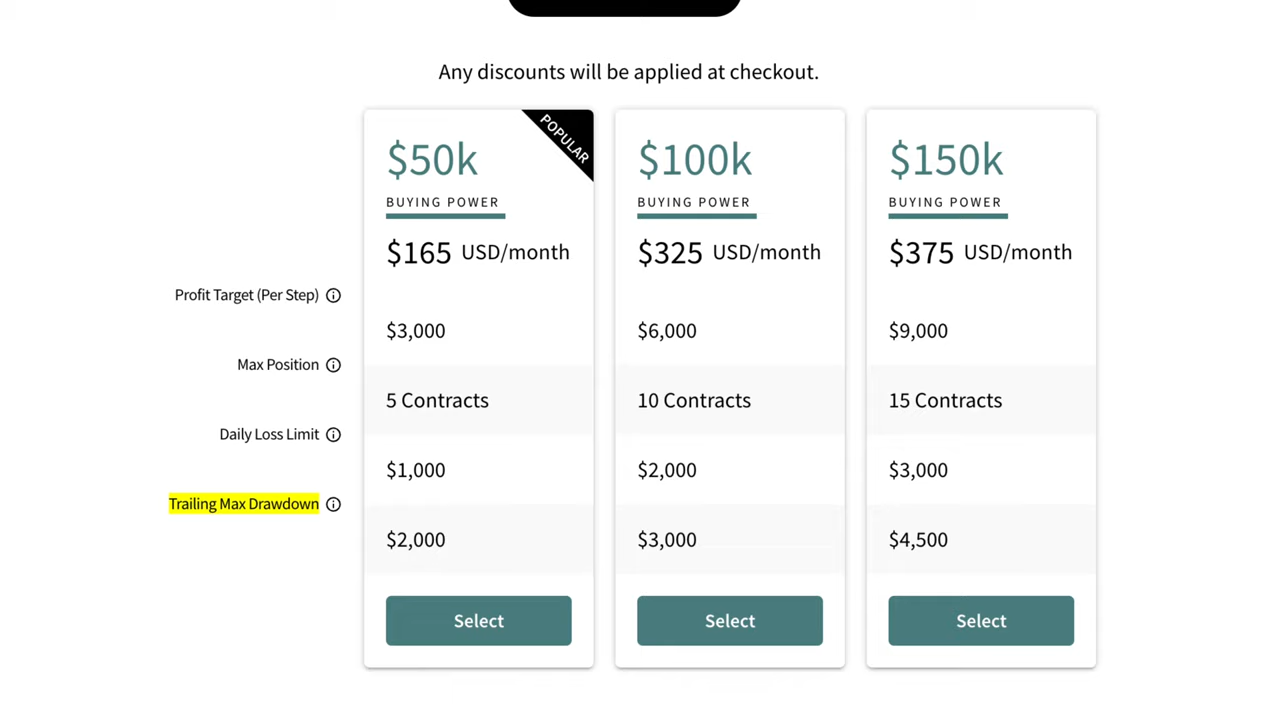 Any discounts will be applied at checkout.
POPULAR
$50k
BUYING POWER
$165 USD/month
$100k
BUYING POWER
$325 USD/month
$150k
BUYING POWER
$375 USD/month
Profit Target (Per Step)
$3,000 $6,000 $9,000
Max Position
5 Contracts 10 Contracts 15 Contracts
Daily Loss Limit
$1,000 $2,000 $3,000
Trailing Max Drawdown
$2,000 $3,000 $4,500
Select Select Select